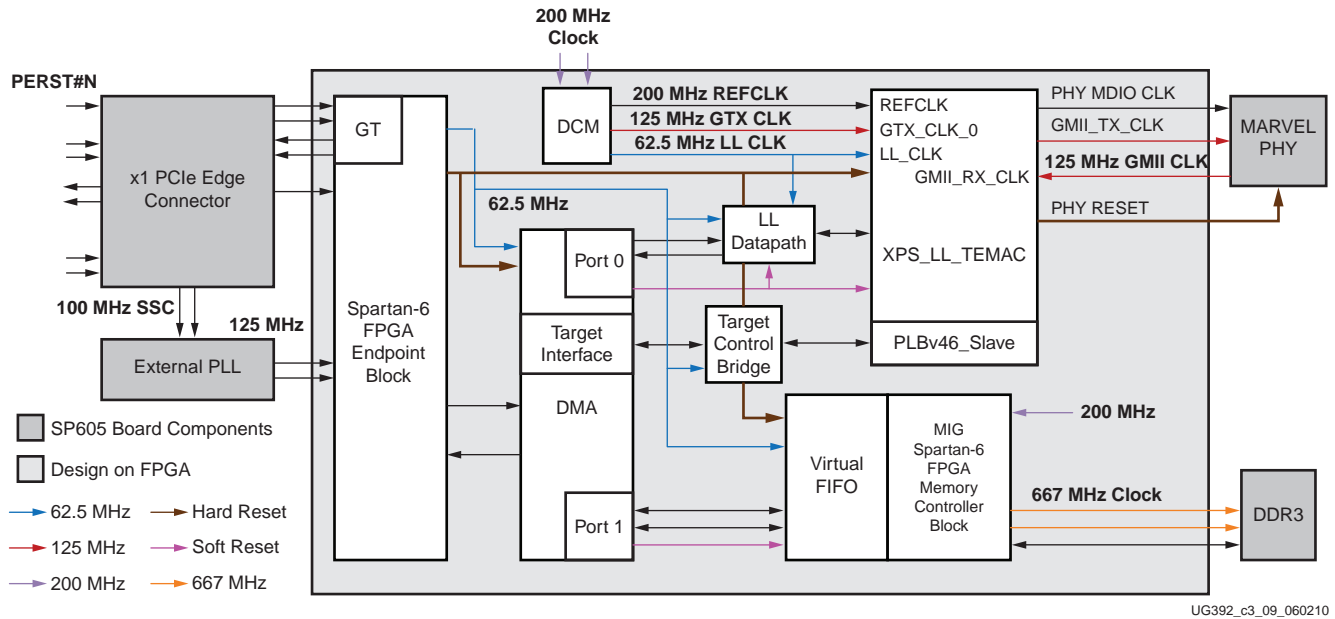 200 MHz
Clock
PERST#N
x1 PCIe Edge
Connector
100 MHz SSC
125 MHz
External PLL
GT
Spartan-6
FPGA
Endpoint
Block
62.5 MHz
DCM
200 MHz REFCLK
125 MHz GTX CLK
62.5 MHz LL CLK
REFCLK
GTX_CLK_0
LL_CLK
GMII_RX_CLK
XPS_LL_TEMAC
PLBv46_Slave
PHY MDIO CLK
GMII_TX_CLK
125 MHz GMII CLK
PHY RESET
MARVEL
PHY
LL
Datapath
Port 0
Target
Interface
Target
Control
Bridge
DMA
Port 1
Virtual
FIFO
MIG
Spartan-6
FPGA
Memory
Controller
Block
200 MHz
667 MHz Clock
DDR3
SP605 Board Components
Design on FPGA
62.5 MHz
Hard Reset
125 MHz
Soft Reset
200 MHz
667 MHz
UG392_c3_09_060210